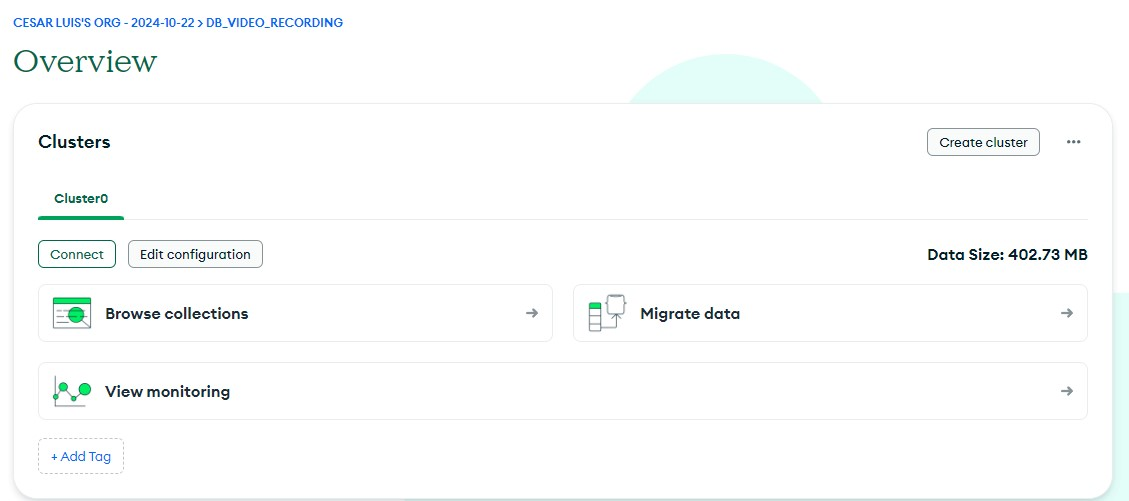 CESAR LUIS'S ORG - 2024-10-22 > DB_VIDEO_RECORDING
Overview
Clusters
Create cluster
Cluster0
Connect
Edit configuration
Data Size: 402.73 MB
Browse collections
Migrate data
View monitoring
+ Add Tag